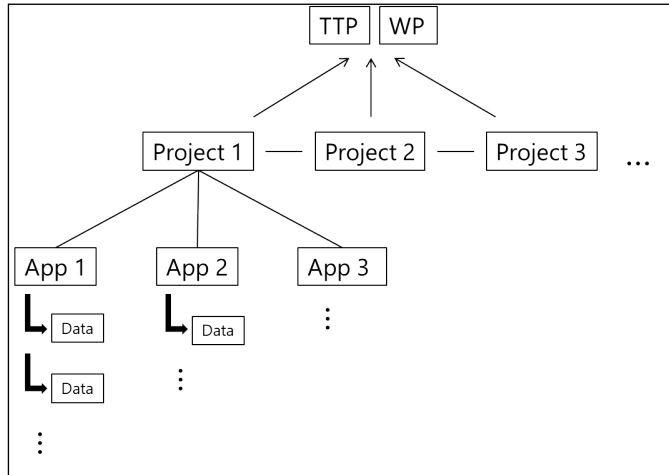 TTP WP
Project 1 Project 2 Project 3 ...
App 1 App 2 App 3
Data Data
Data